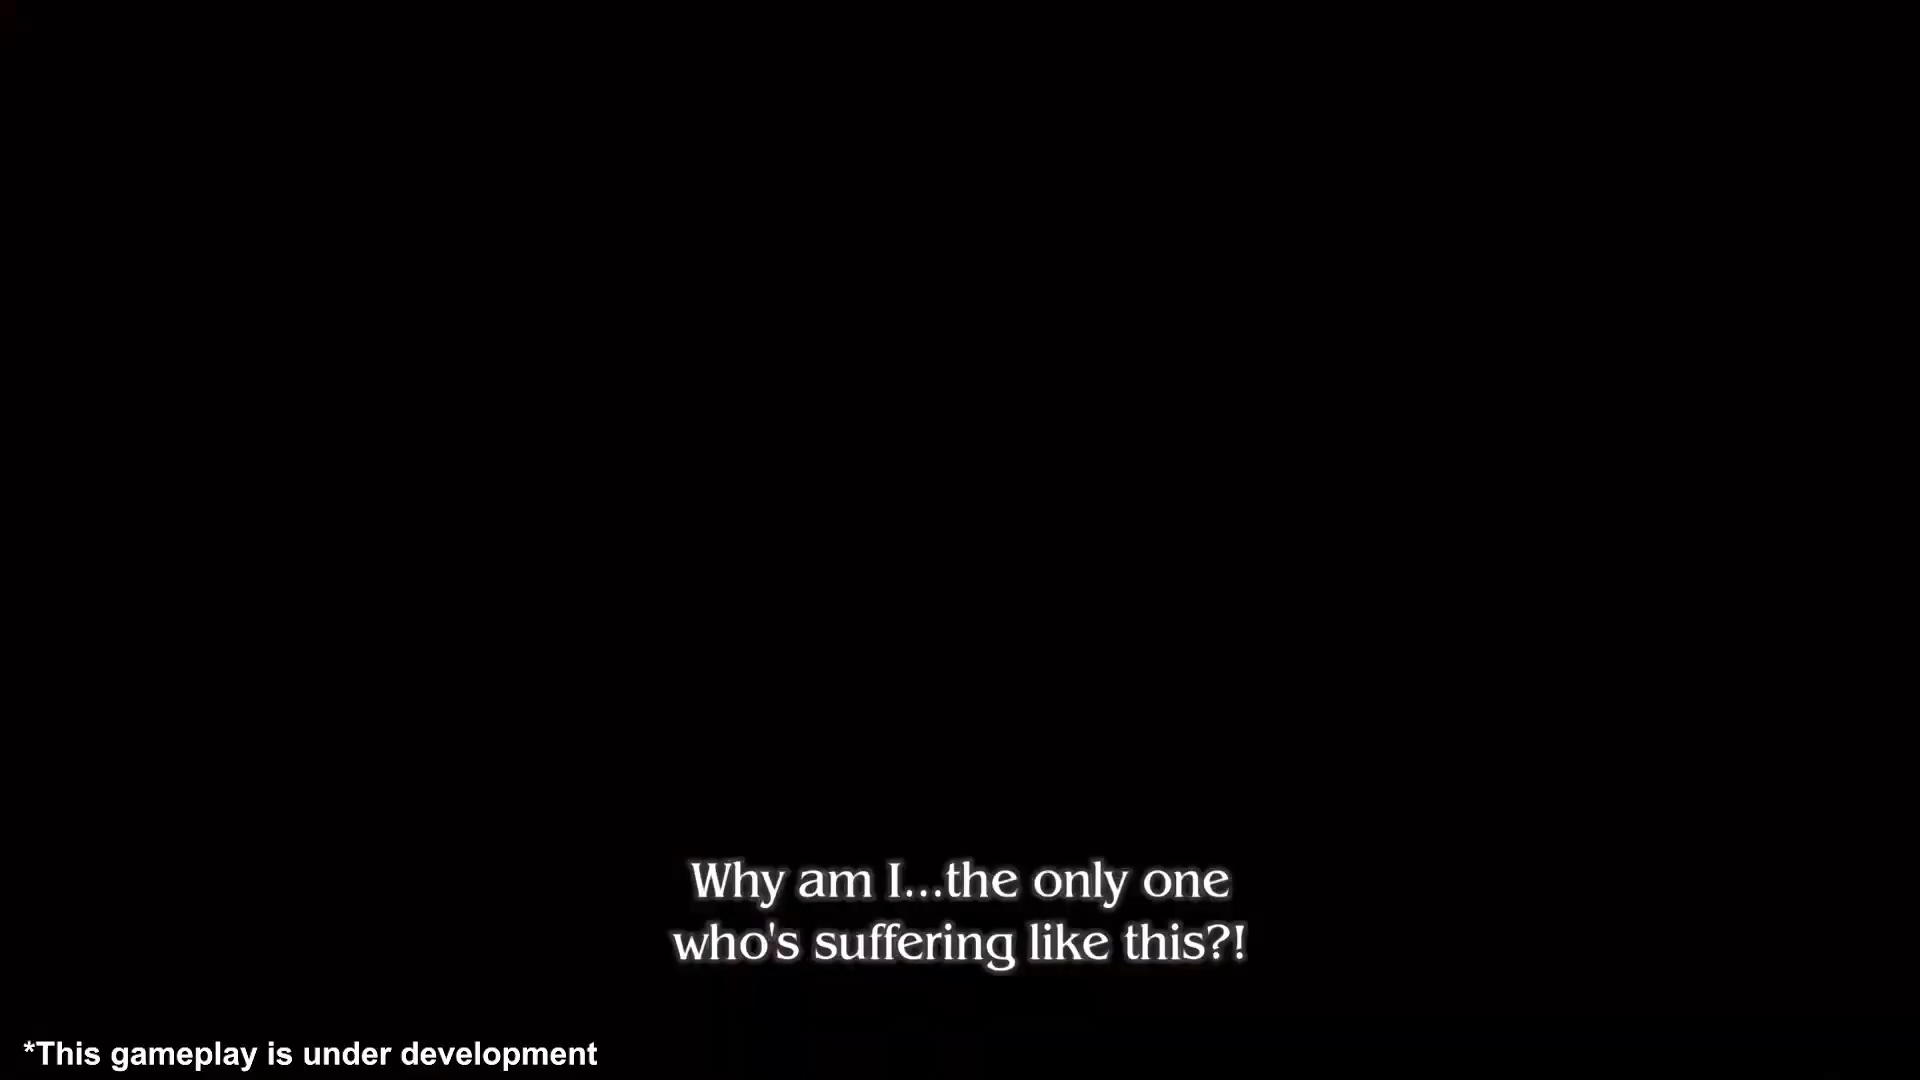 Why am I...the only one
who's suffering like this?!
*This gameplay is under development